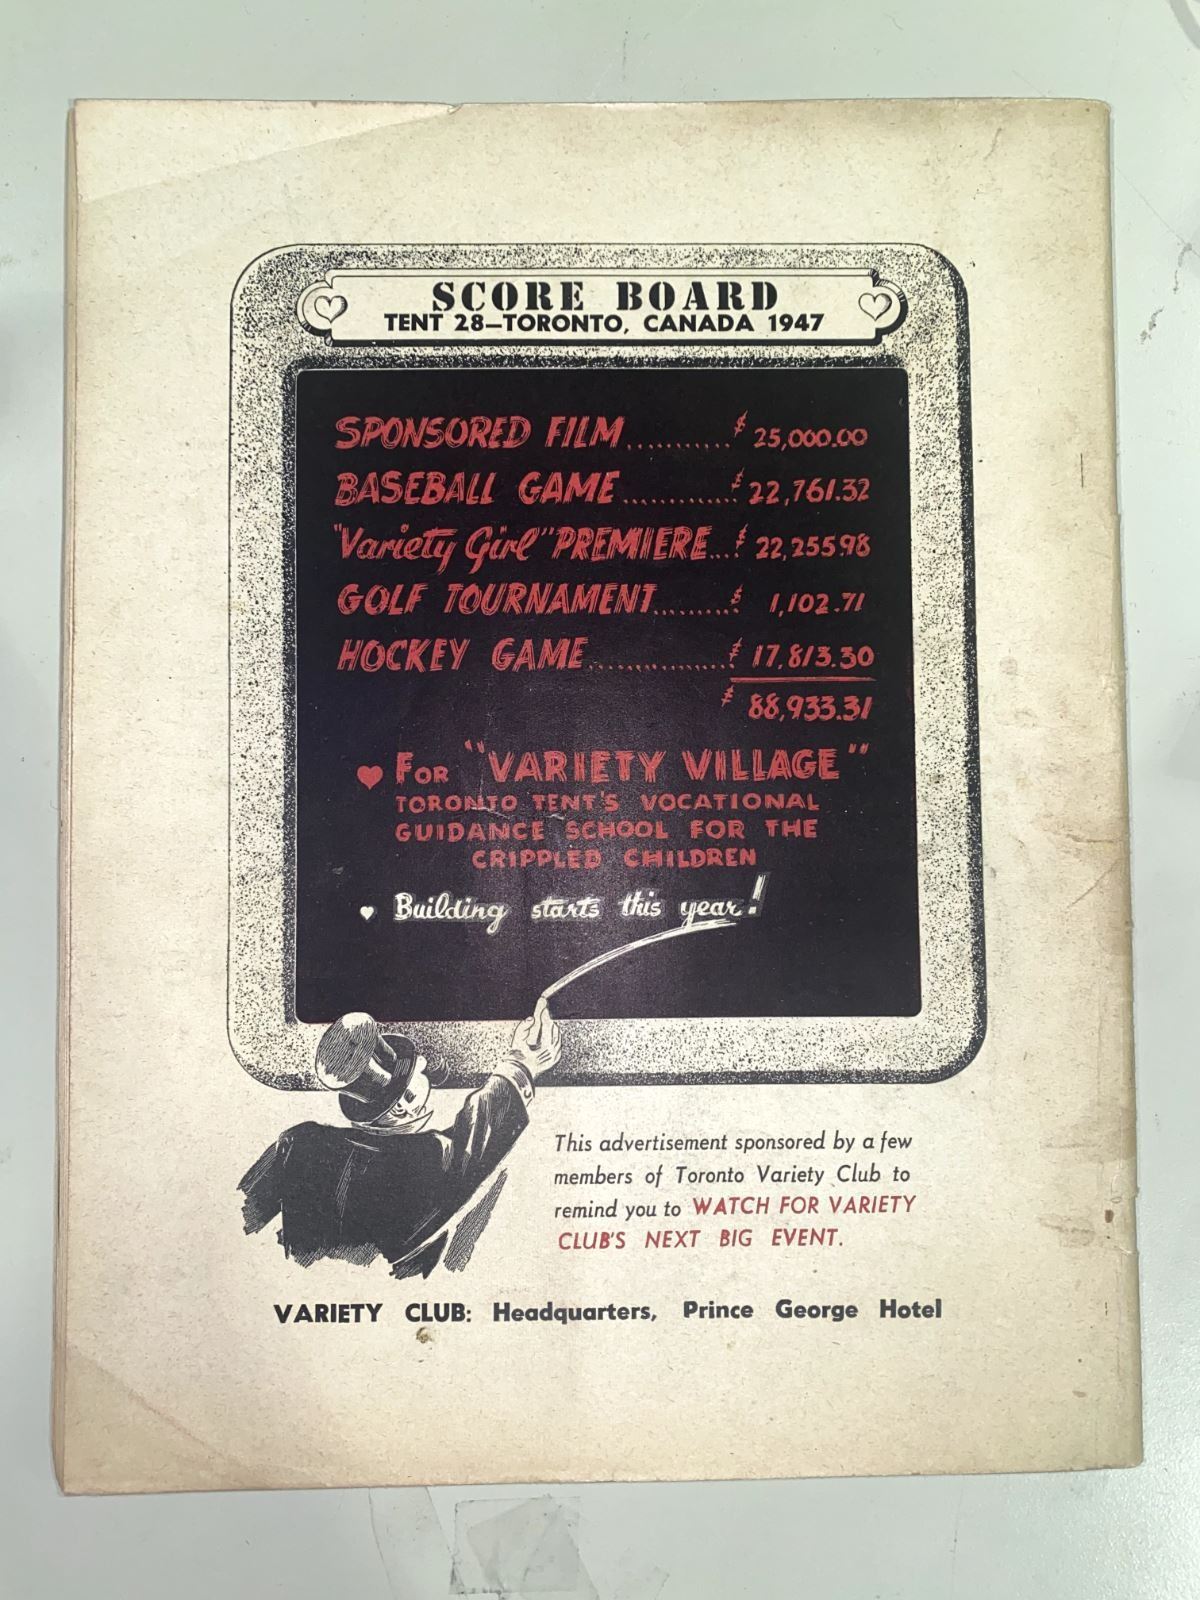 SCORE BOARD
TENT 28—TORONTO, CANADA 1947
SPONSORED FILM........... $ 25,000.00
BASEBALL GAME............ $ 22,761.32
"Variety Girl" PREMIERE... $ 22,255.98
GOLF TOURNAMENT......... $ 1,102.71
HOCKEY GAME................ $ 17,813.30
$ 88,933.31
♥ FOR "VARIETY VILLAGE"
TORONTO TENT'S VOCATIONAL
GUIDANCE SCHOOL FOR THE
CRIPPLED CHILDREN
♥ Building starts this year!
This advertisement sponsored by a few
members of Toronto Variety Club to
remind you to WATCH FOR VARIETY
CLUB'S NEXT BIG EVENT.
VARIETY CLUB: Headquarters, Prince George Hotel